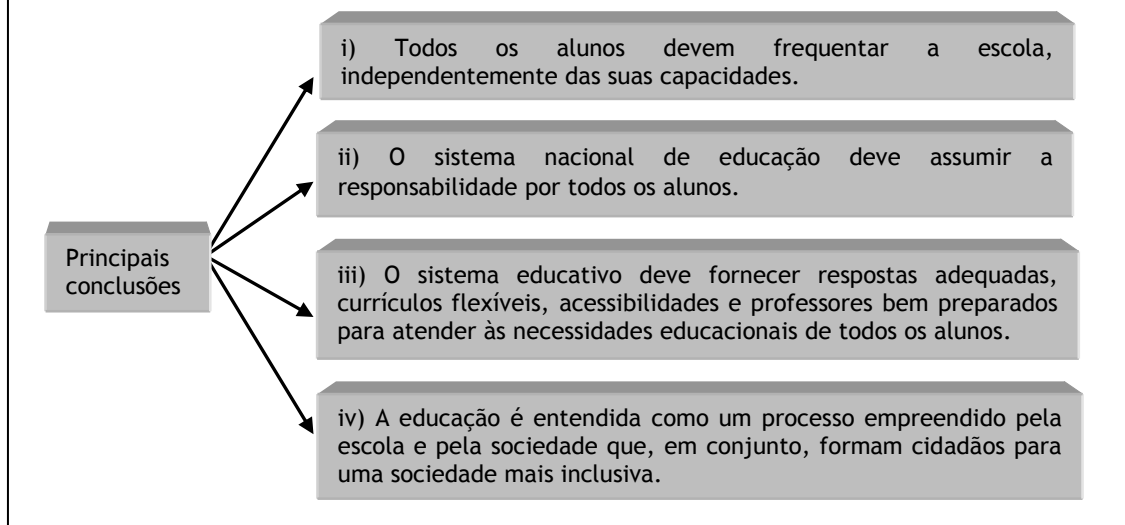 i) Todos os alunos devem frequentar a escola,
independentemente das suas capacidades.
ii) O sistema nacional de educação deve assumir a
responsabilidade por todos os alunos.
Principais
conclusões
iii) O sistema educativo deve fornecer respostas adequadas,
currículos flexíveis, acessibilidades e professores bem preparados
para atender às necessidades educacionais de todos os alunos.
iv) A educação é entendida como um processo empreendido pela
escola e pela sociedade que, em conjunto, formam cidadãos para
uma sociedade mais inclusiva.